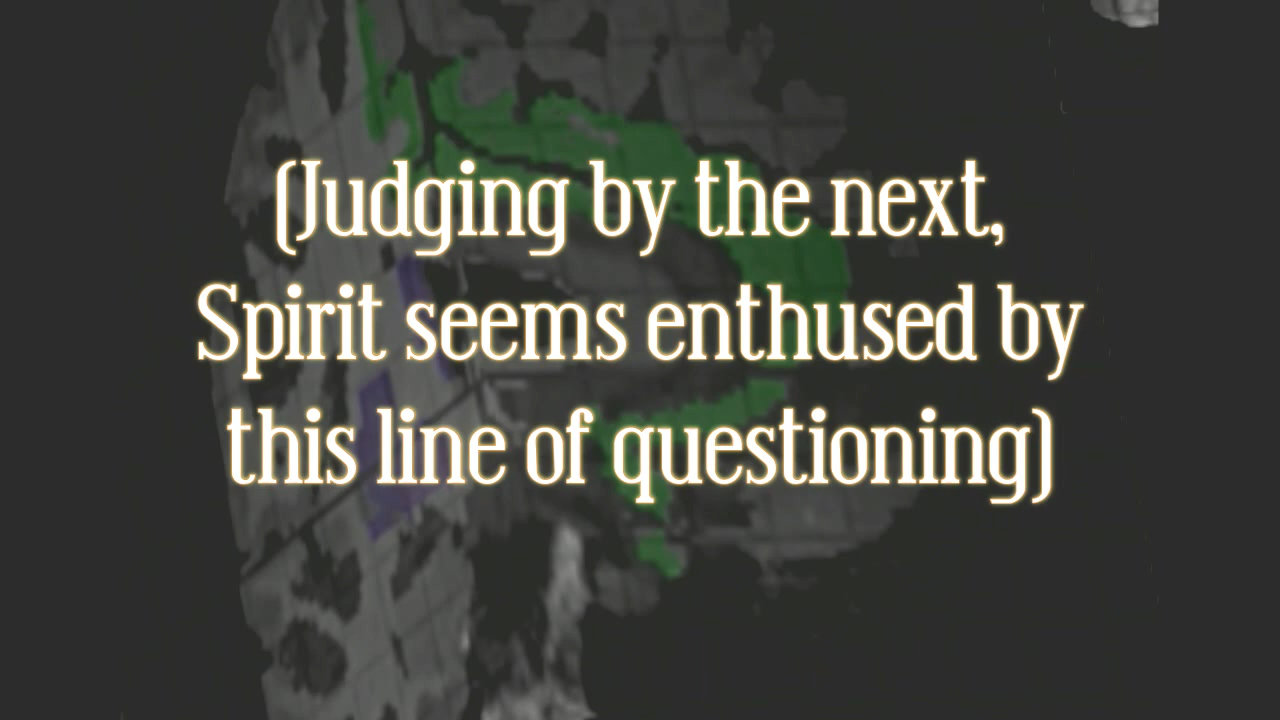 (Judging by the next,
Spirit seems enthused by
this line of questioning)